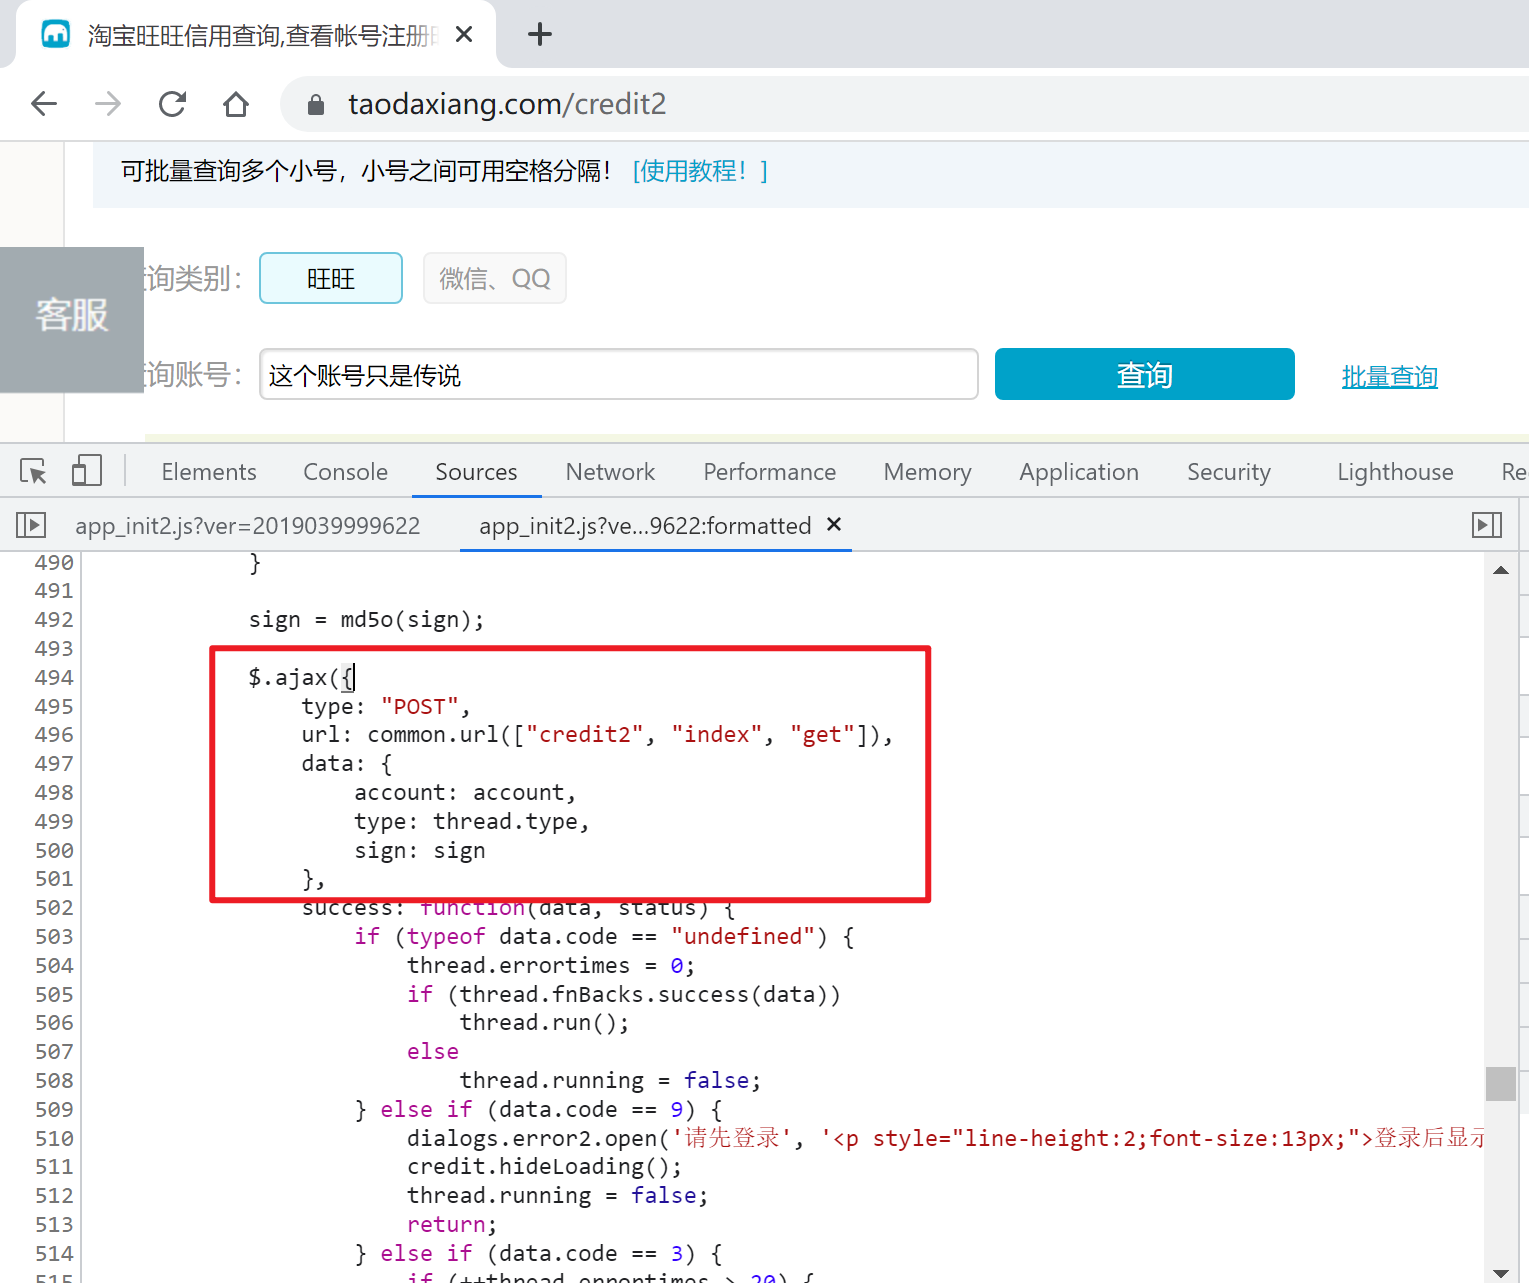 淘宝旺旺信用查询,查看帐号注册
taodaxiang.com/credit2
可批量查询多个小号，小号之间可用空格分隔！ [使用教程！]
客服
询类别： 旺旺 微信、QQ
询账号： 这个账号只是传说 查询 批量查询
Elements Console Sources Network Performance Memory Application Security Lighthouse Re
app_init2.js?ver=2019039999622 app_init2.js?ve...9622:formatted
490 }
491
492 sign = md5o(sign);
493
494 $.ajax({
495 type: "POST",
496 url: common.url(["credit2", "index", "get"]),
497 data: {
498 account: account,
499 type: thread.type,
500 sign: sign
501 },
502 success: function(data, status) {
503 if (typeof data.code == "undefined") {
504 thread.errortimes = 0;
505 if (thread.fnBacks.success(data))
506 thread.run();
507 else
508 thread.running = false;
509 } else if (data.code == 9) {
510 dialogs.error2.open('请先登录', '<p style="line-height:2;font-size:13px;">登录后显示
511 credit.hideLoading();
512 thread.running = false;
513 return;
514 } else if (data.code == 3) {
515 if (++thread.errortimes > 20) {